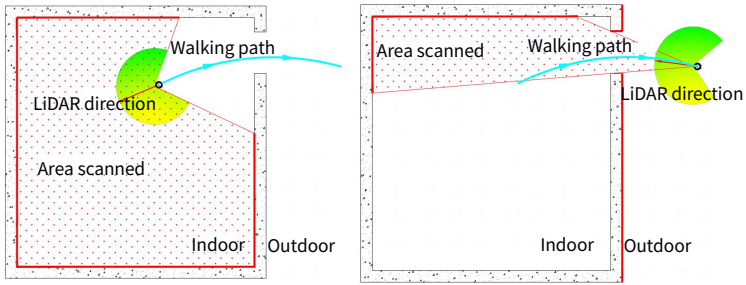 Walking path
LiDAR direction
Area scanned
Indoor
Outdoor
Area scanned
Walking path
LiDAR direction
Indoor
Outdoor